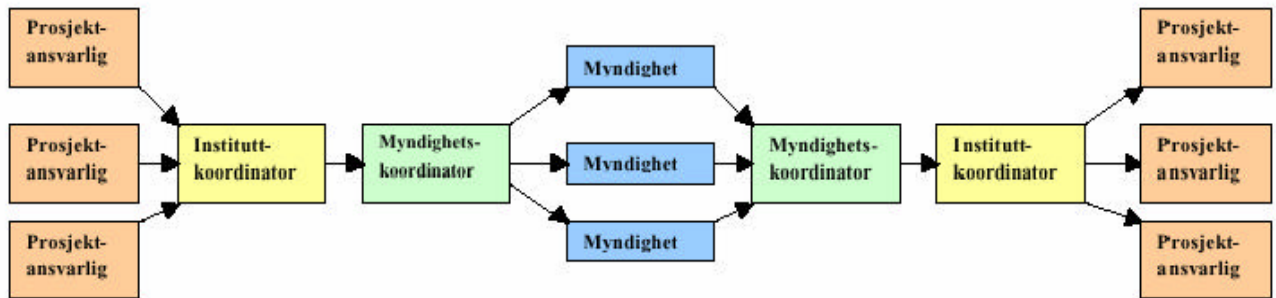 Prosjekt-
ansvarlig
Prosjekt-
ansvarlig
Prosjekt-
ansvarlig
Institutt-
koordinator
Myndighets-
koordinator
Myndighet
Myndighet
Myndighet
Myndighets-
koordinator
Institutt-
koordinator
Prosjekt-
ansvarlig
Prosjekt-
ansvarlig
Prosjekt-
ansvarlig